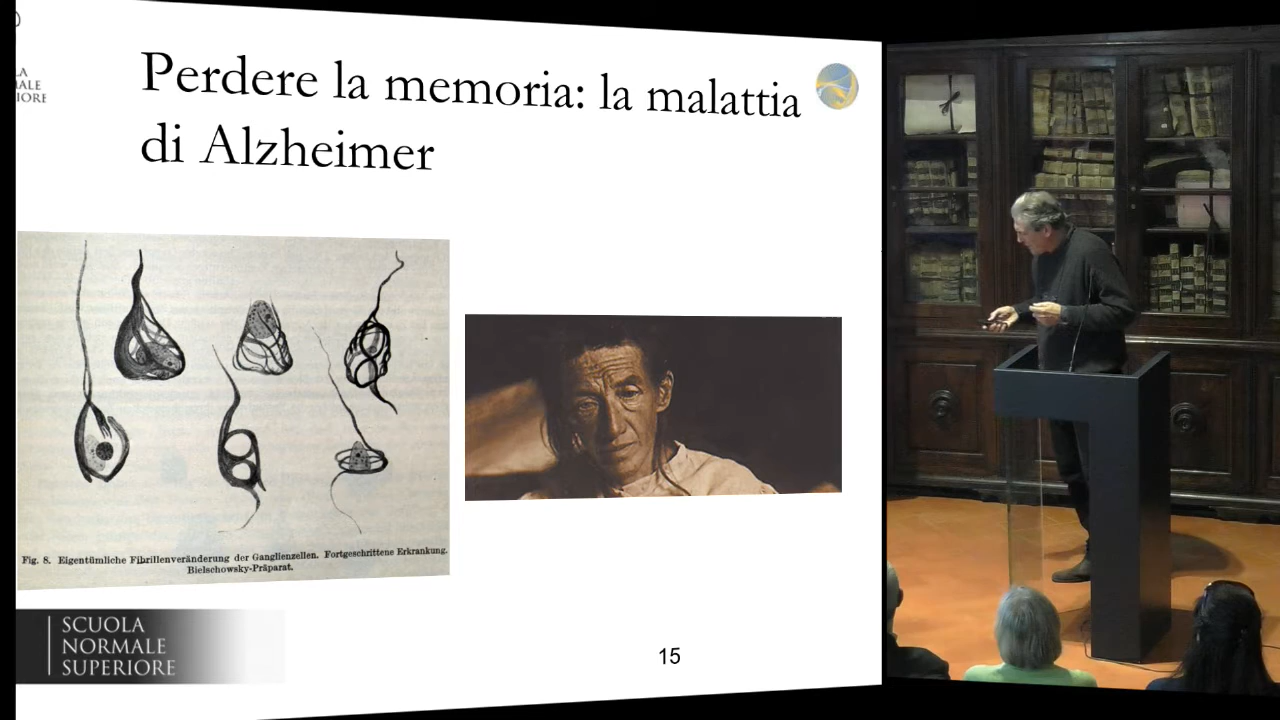 Perdere la memoria: la malattia
di Alzheimer
Fig. 8. Eigentümliche Fibrillenveränderung der Ganglienzellen. Fortgeschrittene Erkrankung.
Bielschowsky-Präparat.
SCUOLA
NORMALE
SUPERIORE
15